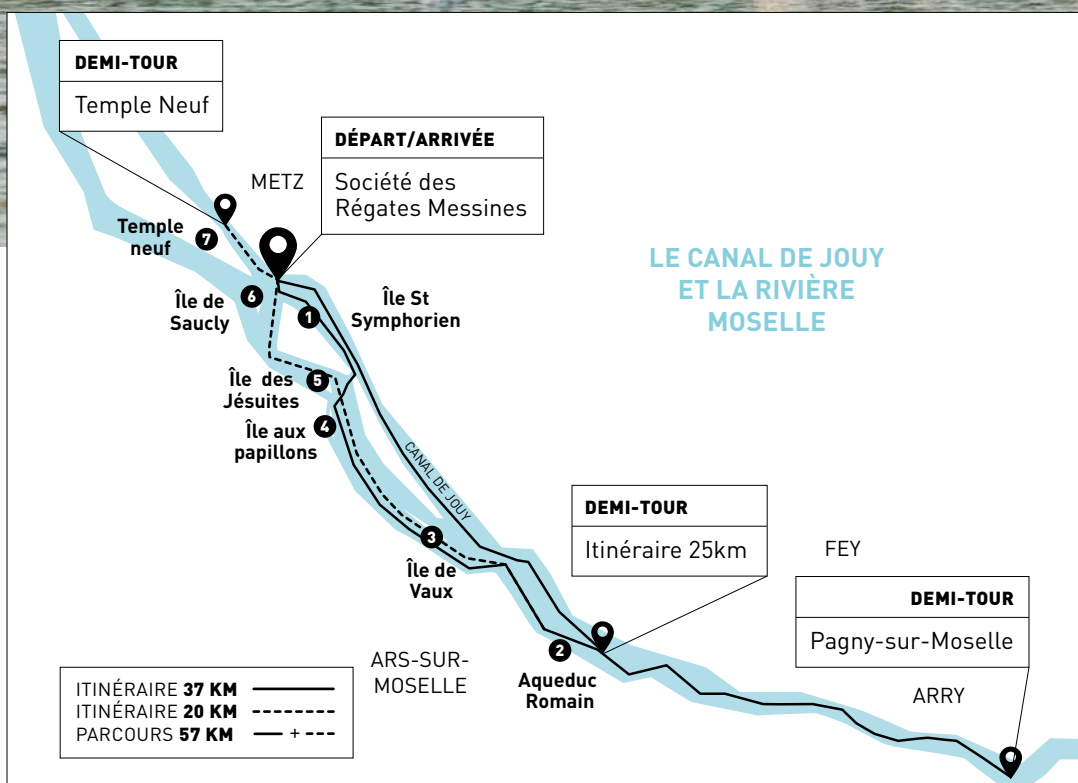 DEMI-TOUR
Temple Neuf
DÉPART/ARRIVÉE
Société des
Régates Messines
METZ
Temple
neuf
7
LE CANAL DE JOUY
ET LA RIVIÈRE
MOSELLE
6
Île de
Saucly
1
Île St
Symphorien
5
Île des
Jésuites
4
Île aux
papillons
CANAL DE JOUY
3
Île de
Vaux
DEMI-TOUR
Itinéraire 25km
FEY
DEMI-TOUR
Pagny-sur-Moselle
2
Aqueduc
Romain
ARS-SUR-
MOSELLE
ARRY
ITINÉRAIRE 37 KM
ITINÉRAIRE 20 KM
PARCOURS 57 KM +